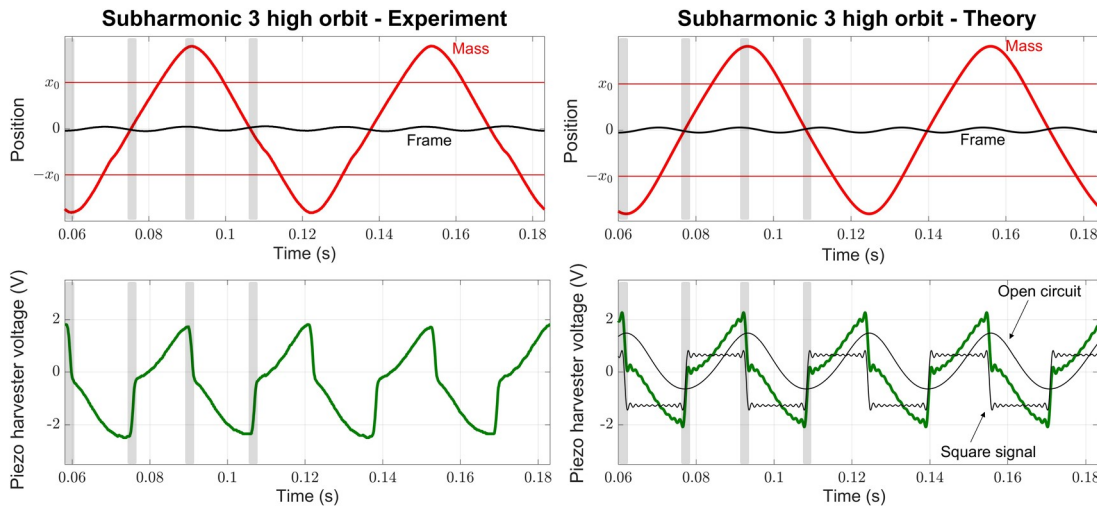 Subharmonic 3 high orbit - Experiment
Position
x₀
0
−x₀
Mass
Frame
0.06 0.08 0.1 0.12 0.14 0.16 0.18
Time (s)
Piezo harvester voltage (V)
2
0
-2
0.06 0.08 0.1 0.12 0.14 0.16 0.18
Time (s)
Subharmonic 3 high orbit - Theory
Position
x₀
0
−x₀
Mass
Frame
0.06 0.08 0.1 0.12 0.14 0.16 0.18
Time (s)
Piezo harvester voltage (V)
2
0
-2
Open circuit
Square signal
0.06 0.08 0.1 0.12 0.14 0.16 0.18
Time (s)